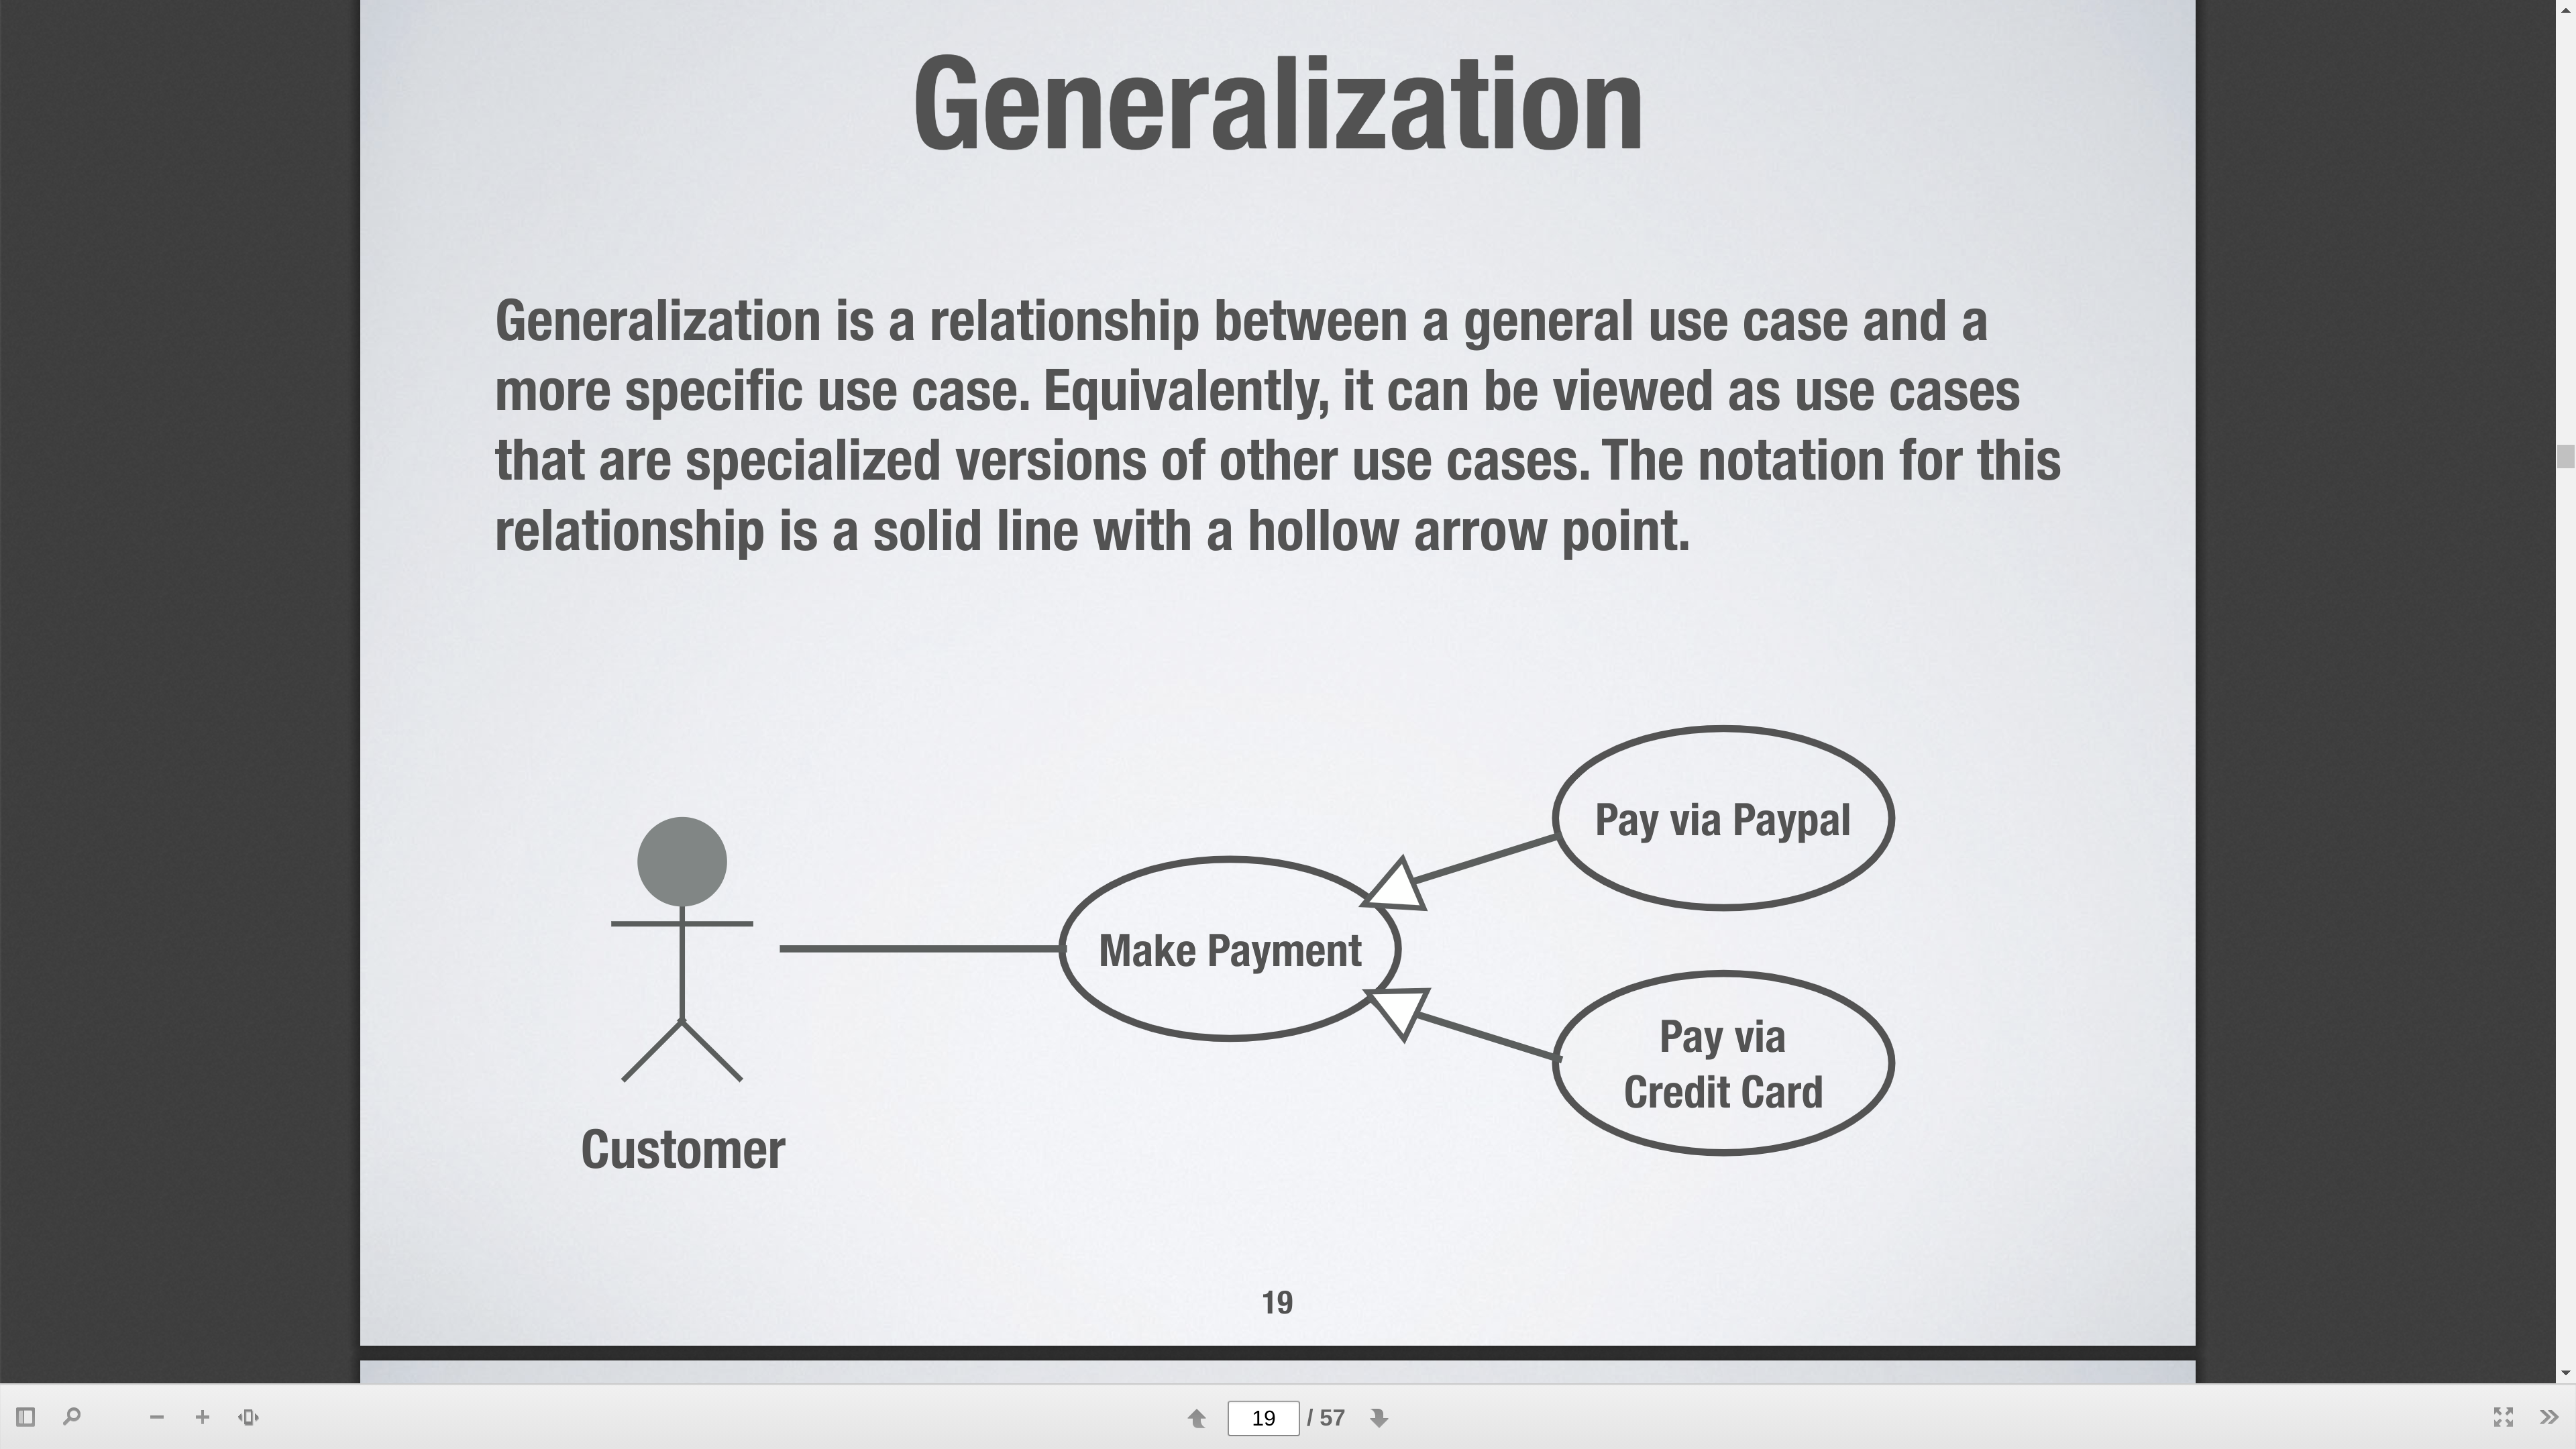 Generalization
Generalization is a relationship between a general use case and a
more specific use case. Equivalently, it can be viewed as use cases
that are specialized versions of other use cases. The notation for this
relationship is a solid line with a hollow arrow point.
Pay via Paypal
Make Payment
Pay via
Credit Card
Customer
19
19 / 57